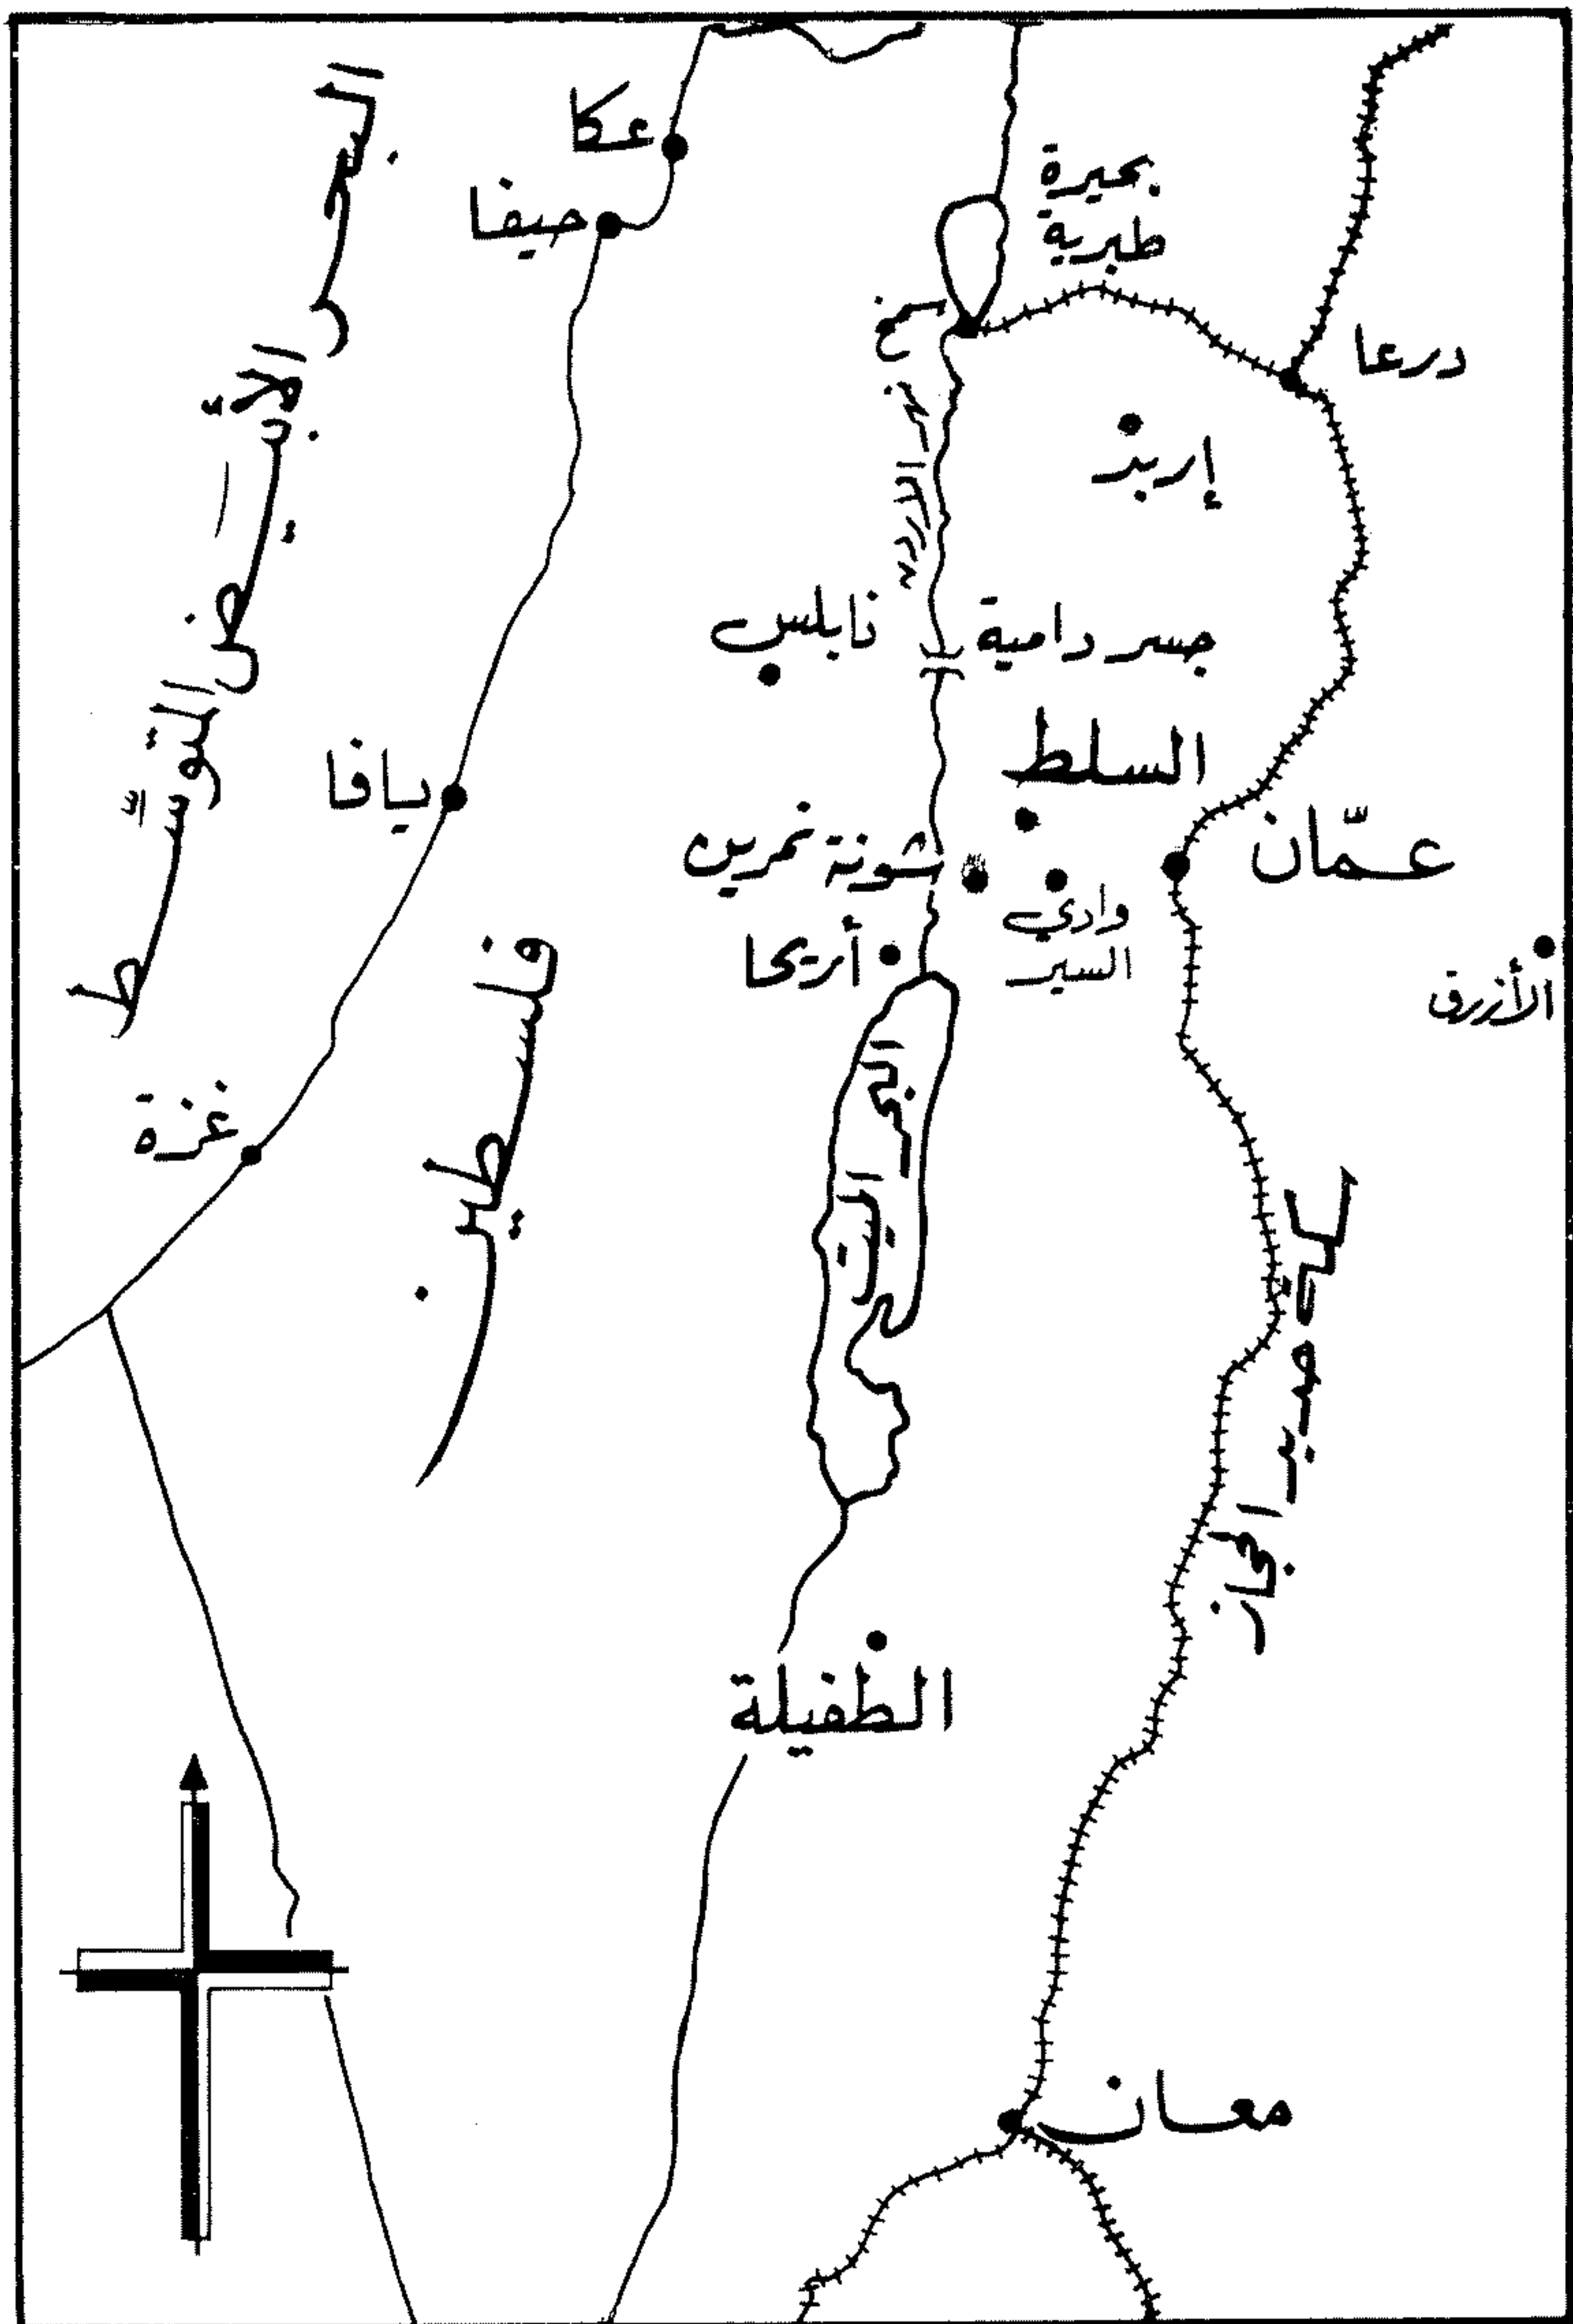 البحر الأبيض المتوسّط
عكا
حيفا
بحيرة
طبرية
سمخ
درعا
إربد
نهر الأردن
نابلس
جسر دامية
السلط
يافا
عمّان
شونة نمرين
وادي
السير
أريحا
الأزرق
فلسطين
البحر الميت
غزة
سكة حديد الحجاز
الطفيلة
معان